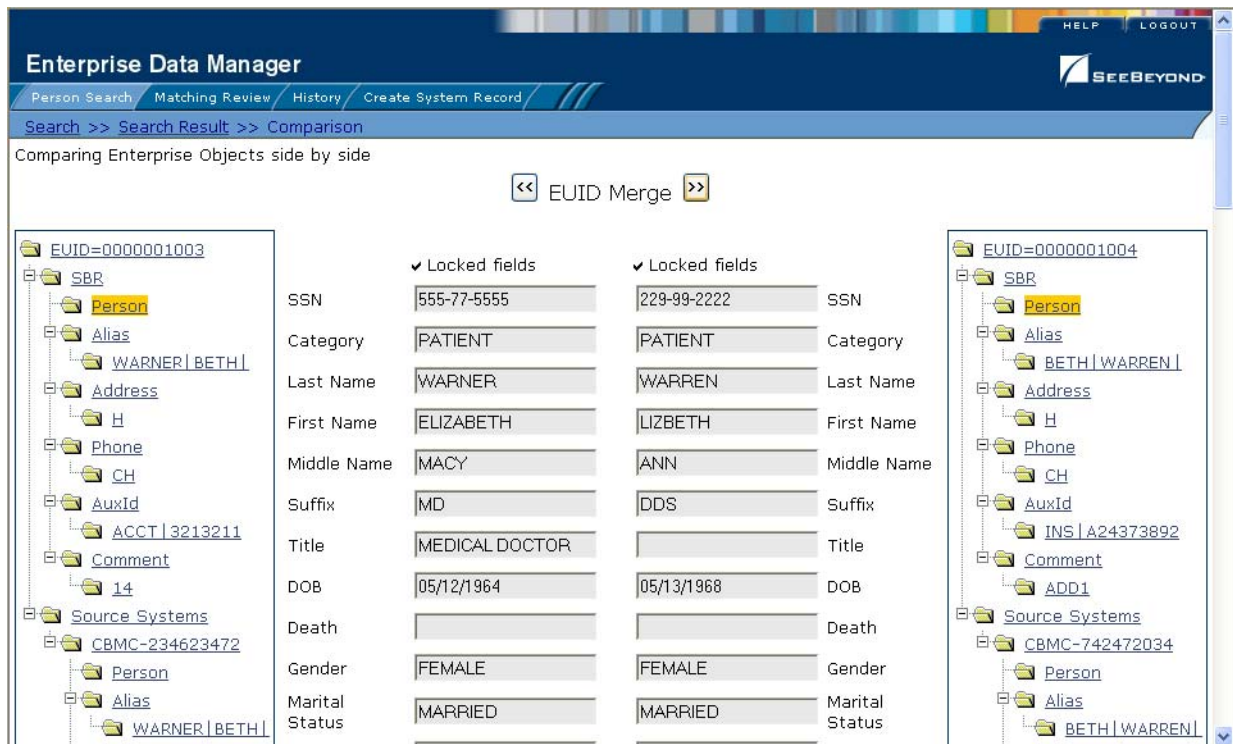 HELP LOGOUT
Enterprise Data Manager
SEEBEYOND
Person Search Matching Review History Create System Record
Search >> Search Result >> Comparison
Comparing Enterprise Objects side by side
<< EUID Merge >>
EUID=0000001003
SBR
Person
Alias
WARNER|BETH|
Address
H
Phone
CH
AuxId
ACCT|3213211
Comment
14
Source Systems
CBMC-234623472
Person
Alias
WARNER|BETH|
✓ Locked fields ✓ Locked fields
SSN 555-77-5555 229-99-2222 SSN
Category PATIENT PATIENT Category
Last Name WARNER WARREN Last Name
First Name ELIZABETH LIZBETH First Name
Middle Name MACY ANN Middle Name
Suffix MD DDS Suffix
Title MEDICAL DOCTOR Title
DOB 05/12/1964 05/13/1968 DOB
Death Death
Gender FEMALE FEMALE Gender
Marital Status MARRIED MARRIED Marital Status
EUID=0000001004
SBR
Person
Alias
BETH|WARREN|
Address
H
Phone
CH
AuxId
INS|A24373892
Comment
ADD1
Source Systems
CBMC-742472034
Person
Alias
BETH|WARREN|